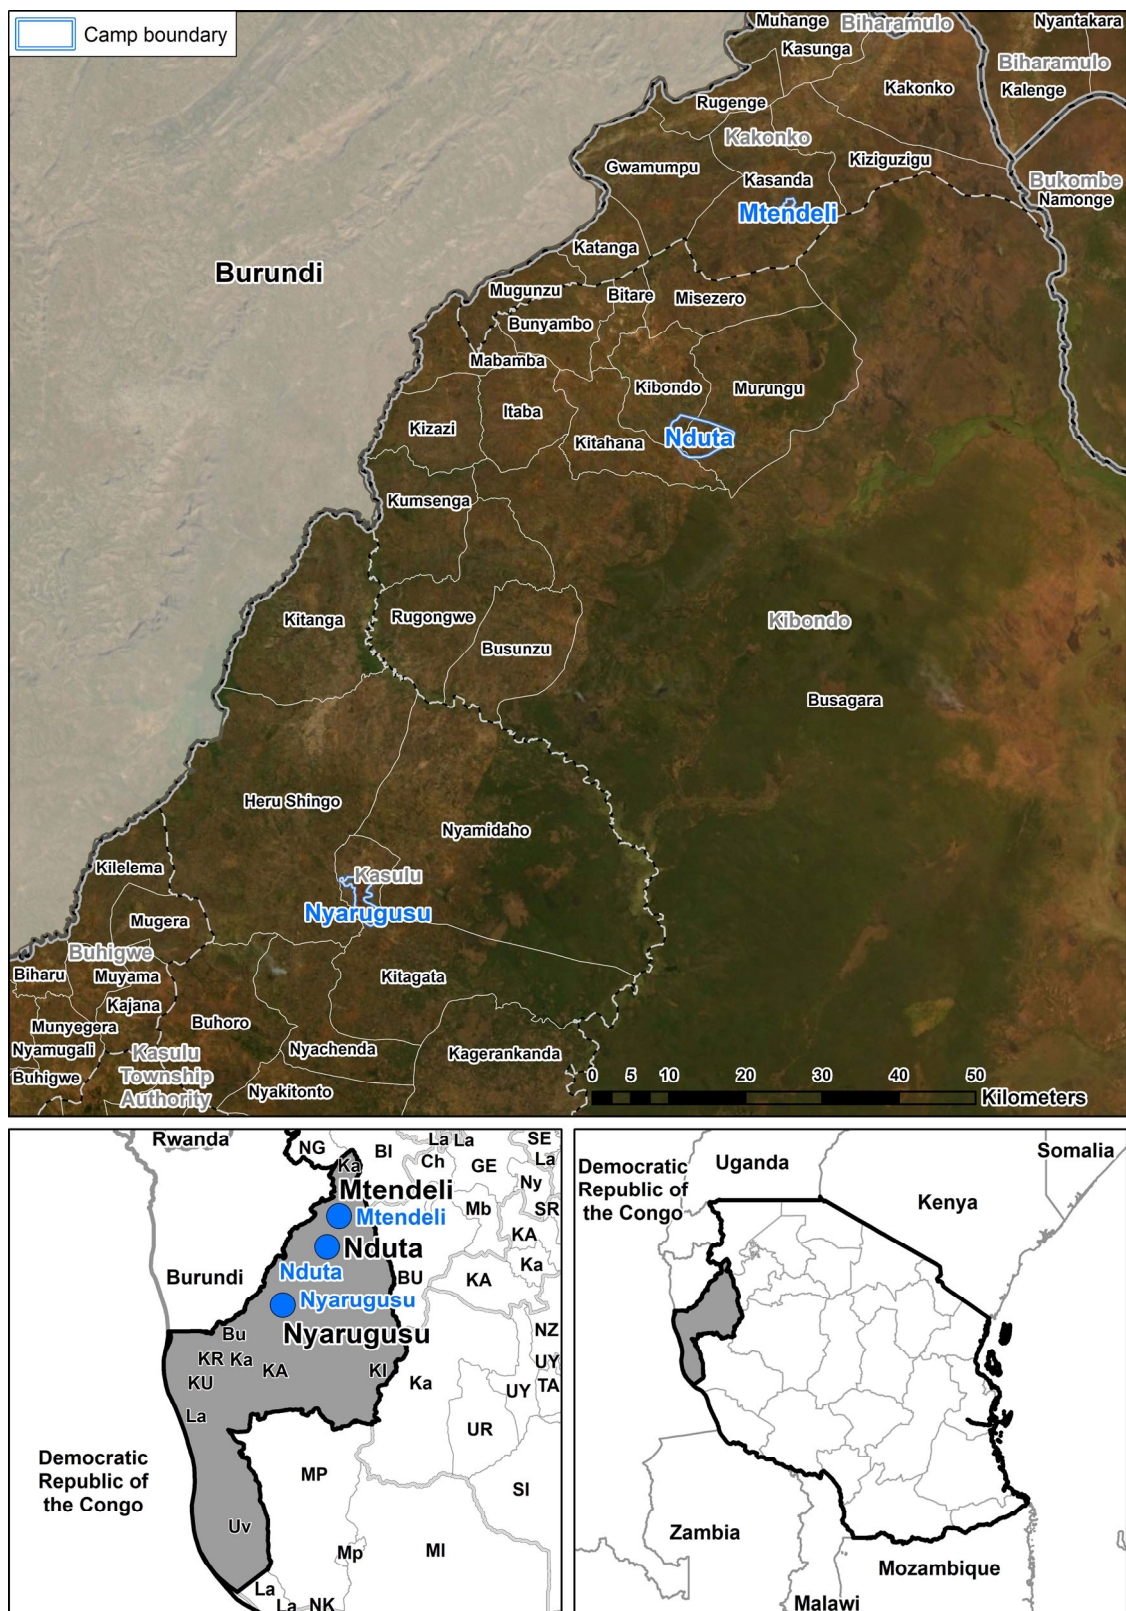 Camp boundary
Muhange
Biharamulo
Nyantakara
Kasunga
Biharamulo
Kakonko
Kalenge
Rugenge
Kakonko
Kiziguzigu
Gwamumpu
Kasanda
Bukombe
Namonge
Mtendeli
Katanga
Burundi
Mugunzu
Bitare
Misezero
Bunyambo
Mabamba
Kibondo
Murungu
Itaba
Kizazi
Kitahana
Nduta
Kumsenga
Kitanga
Rugongwe
Kibondo
Busunzu
Busagara
Heru Shingo
Nyamidaho
Kilelema
Kasulu
Nyarugusu
Mugera
Buhigwe
Biharu
Muyama
Kitagata
Kajana
Munyegera
Buhoro
Nyamugali
Kasulu
Township
Authority
Nyachenda
Kagerankanda
Buhigwe
Nyakitonto
0 5 10 20 30 40 50
Kilometers
Rwanda
NG
BI
La
La
SE
Ka
Ch
GE
La
Ny
Mtendeli
Mtendeli
Mb
SR
Nduta
KA
Ka
Burundi
Nduta
BU
KA
Nyarugusu
Nyarugusu
Bu
NZ
KR
Ka
KA
KI
UY
KU
Ka
UY
TA
La
UR
Democratic
Republic of
the Congo
MP
SI
Uv
Mp
MI
La
La
NK
Democratic
Republic of
the Congo
Uganda
Somalia
Kenya
Zambia
Mozambique
Malawi